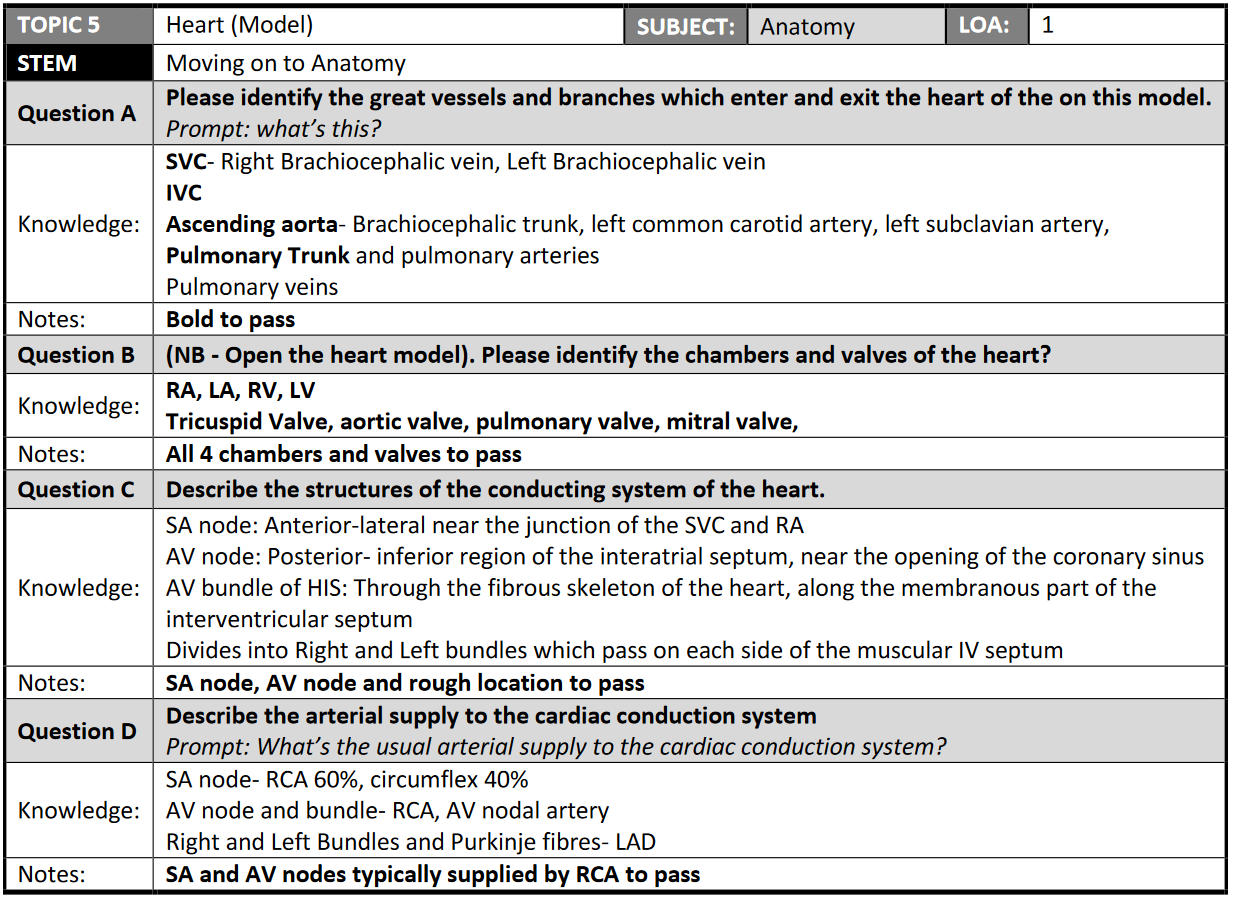 TOPIC 5 Heart (Model) SUBJECT: Anatomy LOA: 1
STEM Moving on to Anatomy
Question A Please identify the great vessels and branches which enter and exit the heart of the on this model.
Prompt: what's this?
Knowledge: SVC- Right Brachiocephalic vein, Left Brachiocephalic vein
IVC
Ascending aorta- Brachiocephalic trunk, left common carotid artery, left subclavian artery,
Pulmonary Trunk and pulmonary arteries
Pulmonary veins
Notes: Bold to pass
Question B (NB - Open the heart model). Please identify the chambers and valves of the heart?
Knowledge: RA, LA, RV, LV
Tricuspid Valve, aortic valve, pulmonary valve, mitral valve,
Notes: All 4 chambers and valves to pass
Question C Describe the structures of the conducting system of the heart.
Knowledge: SA node: Anterior-lateral near the junction of the SVC and RA
AV node: Posterior- inferior region of the interatrial septum, near the opening of the coronary sinus
AV bundle of HIS: Through the fibrous skeleton of the heart, along the membranous part of the
interventricular septum
Divides into Right and Left bundles which pass on each side of the muscular IV septum
Notes: SA node, AV node and rough location to pass
Question D Describe the arterial supply to the cardiac conduction system
Prompt: What's the usual arterial supply to the cardiac conduction system?
Knowledge: SA node- RCA 60%, circumflex 40%
AV node and bundle- RCA, AV nodal artery
Right and Left Bundles and Purkinje fibres- LAD
Notes: SA and AV nodes typically supplied by RCA to pass